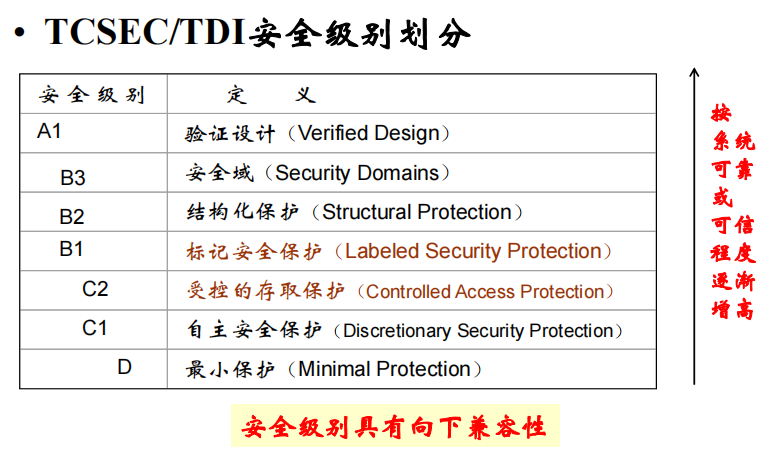 • TCSEC/TDI安全级别划分
安全级别 定 义
A1 验证设计（Verified Design）
B3 安全域（Security Domains）
B2 结构化保护（Structural Protection）
B1 标记安全保护（Labeled Security Protection）
C2 受控的存取保护（Controlled Access Protection）
C1 自主安全保护（Discretionary Security Protection）
D 最小保护（Minimal Protection）
按
系统
可靠
或
可信
程度
逐渐
增高
安全级别具有向下兼容性